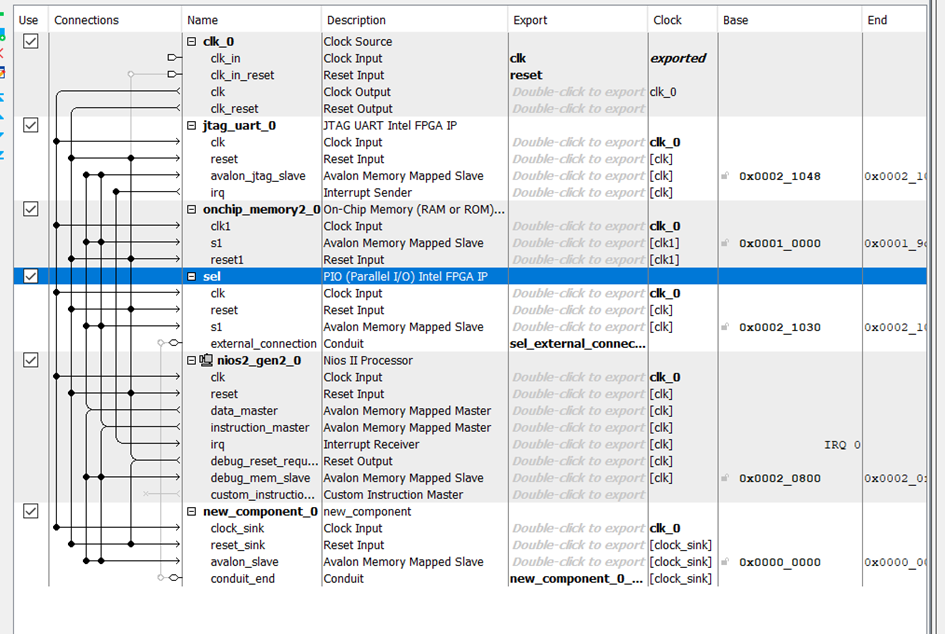 Use Connections Name Description Export Clock Base End
clk_0 Clock Source
clk_in Clock Input clk exported
clk_in_reset Reset Input reset
clk Clock Output Double-click to export clk_0
clk_reset Reset Output Double-click to export
jtag_uart_0 JTAG UART Intel FPGA IP
clk Clock Input Double-click to export clk_0
reset Reset Input Double-click to export [clk]
avalon_jtag_slave Avalon Memory Mapped Slave Double-click to export [clk] 0x0002_1048 0x0002_10
irq Interrupt Sender Double-click to export [clk]
onchip_memory2_0 On-Chip Memory (RAM or ROM)...
clk1 Clock Input Double-click to export clk_0
s1 Avalon Memory Mapped Slave Double-click to export [clk1] 0x0001_0000 0x0001_9
reset1 Reset Input Double-click to export [clk1]
sel PIO (Parallel I/O) Intel FPGA IP
clk Clock Input Double-click to export clk_0
reset Reset Input Double-click to export [clk]
s1 Avalon Memory Mapped Slave Double-click to export [clk] 0x0002_1030 0x0002_10
external_connection Conduit sel_external_connec...
nios2_gen2_0 Nios II Processor
clk Clock Input Double-click to export clk_0
reset Reset Input Double-click to export [clk]
data_master Avalon Memory Mapped Master Double-click to export [clk]
instruction_master Avalon Memory Mapped Master Double-click to export [clk]
irq Interrupt Receiver Double-click to export [clk] IRQ 0
debug_reset_requ... Reset Output Double-click to export [clk]
debug_mem_slave Avalon Memory Mapped Slave Double-click to export [clk] 0x0002_0800 0x0002_0
custom_instructio... Custom Instruction Master Double-click to export
new_component_0 new_component
clock_sink Clock Input Double-click to export clk_0
reset_sink Reset Input Double-click to export [clock_sink]
avalon_slave Avalon Memory Mapped Slave Double-click to export [clock_sink] 0x0000_0000 0x0000_0
conduit_end Conduit new_component_0_... [clock_sink]